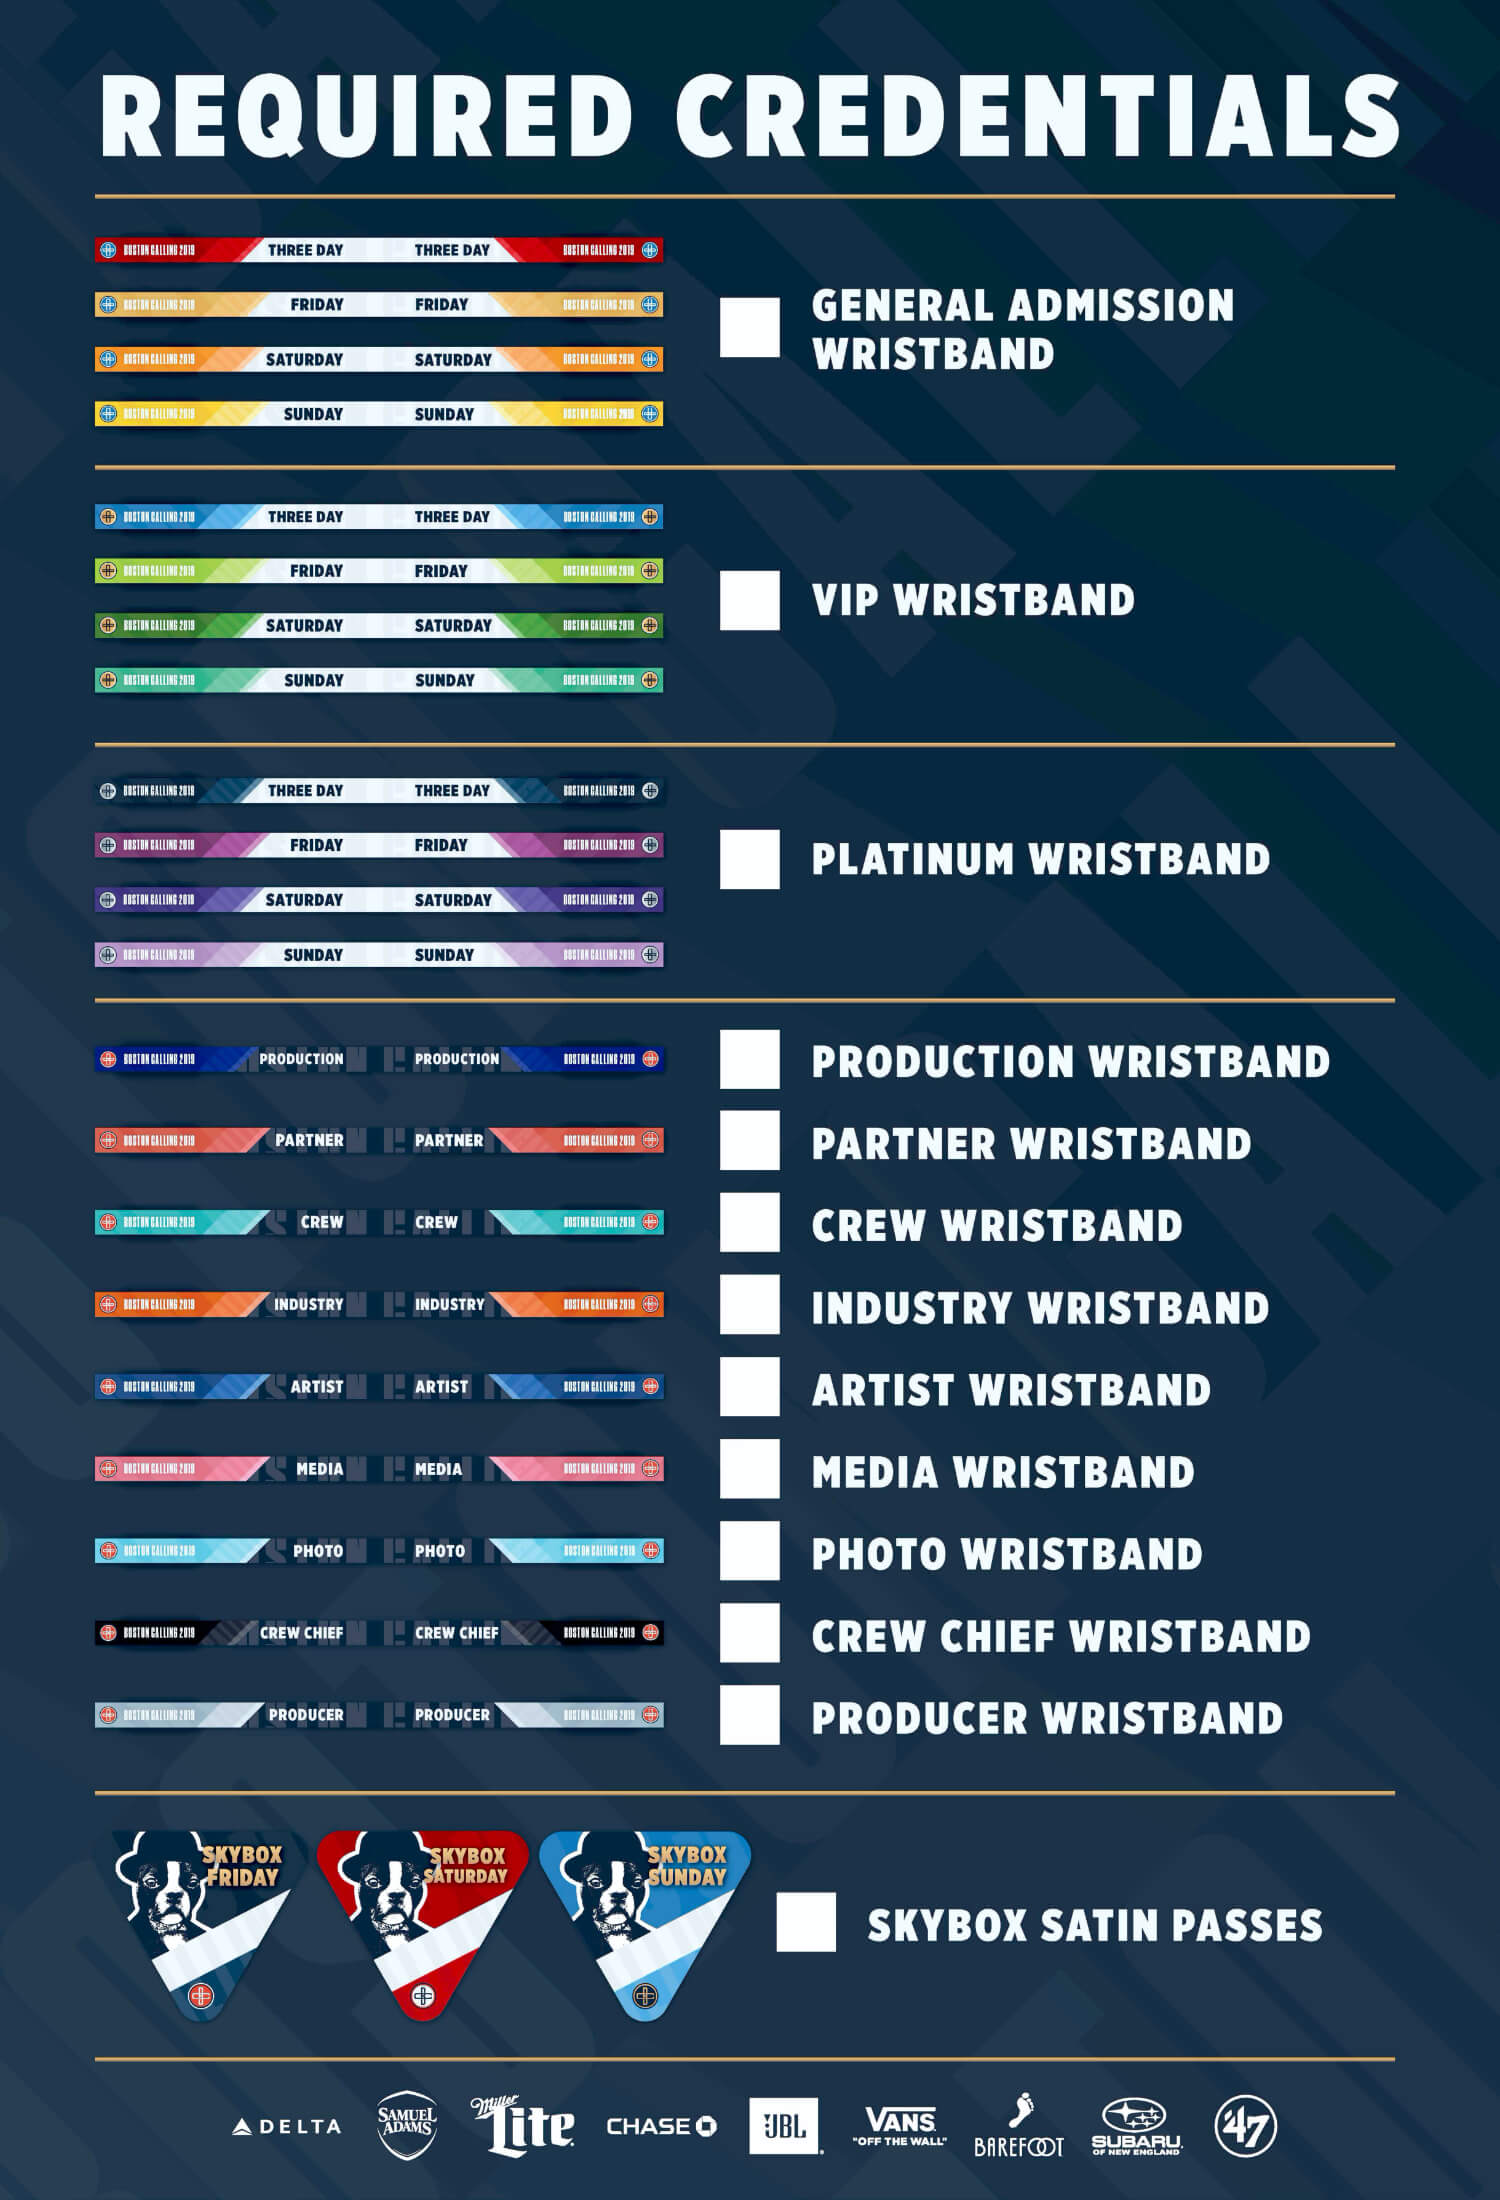 REQUIRED CREDENTIALS
BOSTON CALLING 2019 THREE DAY THREE DAY BOSTON CALLING 2019
BOSTON CALLING 2019 FRIDAY FRIDAY BOSTON CALLING 2019
BOSTON CALLING 2019 SATURDAY SATURDAY BOSTON CALLING 2019
BOSTON CALLING 2019 SUNDAY SUNDAY BOSTON CALLING 2019
GENERAL ADMISSION
WRISTBAND
BOSTON CALLING 2019 THREE DAY THREE DAY BOSTON CALLING 2019
BOSTON CALLING 2019 FRIDAY FRIDAY BOSTON CALLING 2019
BOSTON CALLING 2019 SATURDAY SATURDAY BOSTON CALLING 2019
BOSTON CALLING 2019 SUNDAY SUNDAY BOSTON CALLING 2019
VIP WRISTBAND
BOSTON CALLING 2019 THREE DAY THREE DAY BOSTON CALLING 2019
BOSTON CALLING 2019 FRIDAY FRIDAY BOSTON CALLING 2019
BOSTON CALLING 2019 SATURDAY SATURDAY BOSTON CALLING 2019
BOSTON CALLING 2019 SUNDAY SUNDAY BOSTON CALLING 2019
PLATINUM WRISTBAND
BOSTON CALLING 2019 PRODUCTION PRODUCTION BOSTON CALLING 2019
PRODUCTION WRISTBAND
BOSTON CALLING 2019 PARTNER PARTNER BOSTON CALLING 2019
PARTNER WRISTBAND
BOSTON CALLING 2019 CREW CREW BOSTON CALLING 2019
CREW WRISTBAND
BOSTON CALLING 2019 INDUSTRY INDUSTRY BOSTON CALLING 2019
INDUSTRY WRISTBAND
BOSTON CALLING 2019 ARTIST ARTIST BOSTON CALLING 2019
ARTIST WRISTBAND
BOSTON CALLING 2019 MEDIA MEDIA BOSTON CALLING 2019
MEDIA WRISTBAND
BOSTON CALLING 2019 PHOTO PHOTO BOSTON CALLING 2019
PHOTO WRISTBAND
BOSTON CALLING 2019 CREW CHIEF CREW CHIEF BOSTON CALLING 2019
CREW CHIEF WRISTBAND
BOSTON CALLING 2019 PRODUCER PRODUCER BOSTON CALLING 2019
PRODUCER WRISTBAND
SKYBOX
FRIDAY
SKYBOX
SATURDAY
SKYBOX
SUNDAY
SKYBOX SATIN PASSES
DELTA
SAMUEL
ADAMS
Miller
Lite
CHASE
JBL
VANS
"OFF THE WALL"
BAREFOOT
SUBARU
OF NEW ENGLAND
47